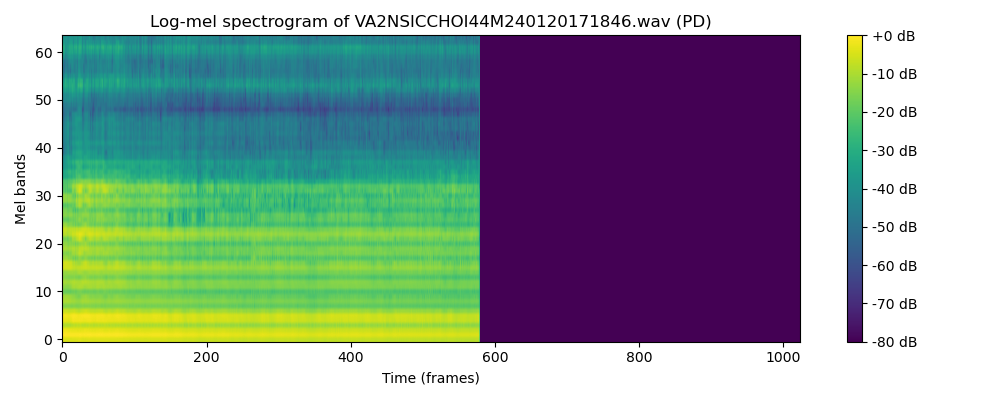 Log-mel spectrogram of VA2NSICCHOI44M240120171846.wav (PD)
Mel bands
60
50
40
30
20
10
0
0 200 400 600 800 1000
Time (frames)
+0 dB
-10 dB
-20 dB
-30 dB
-40 dB
-50 dB
-60 dB
-70 dB
-80 dB